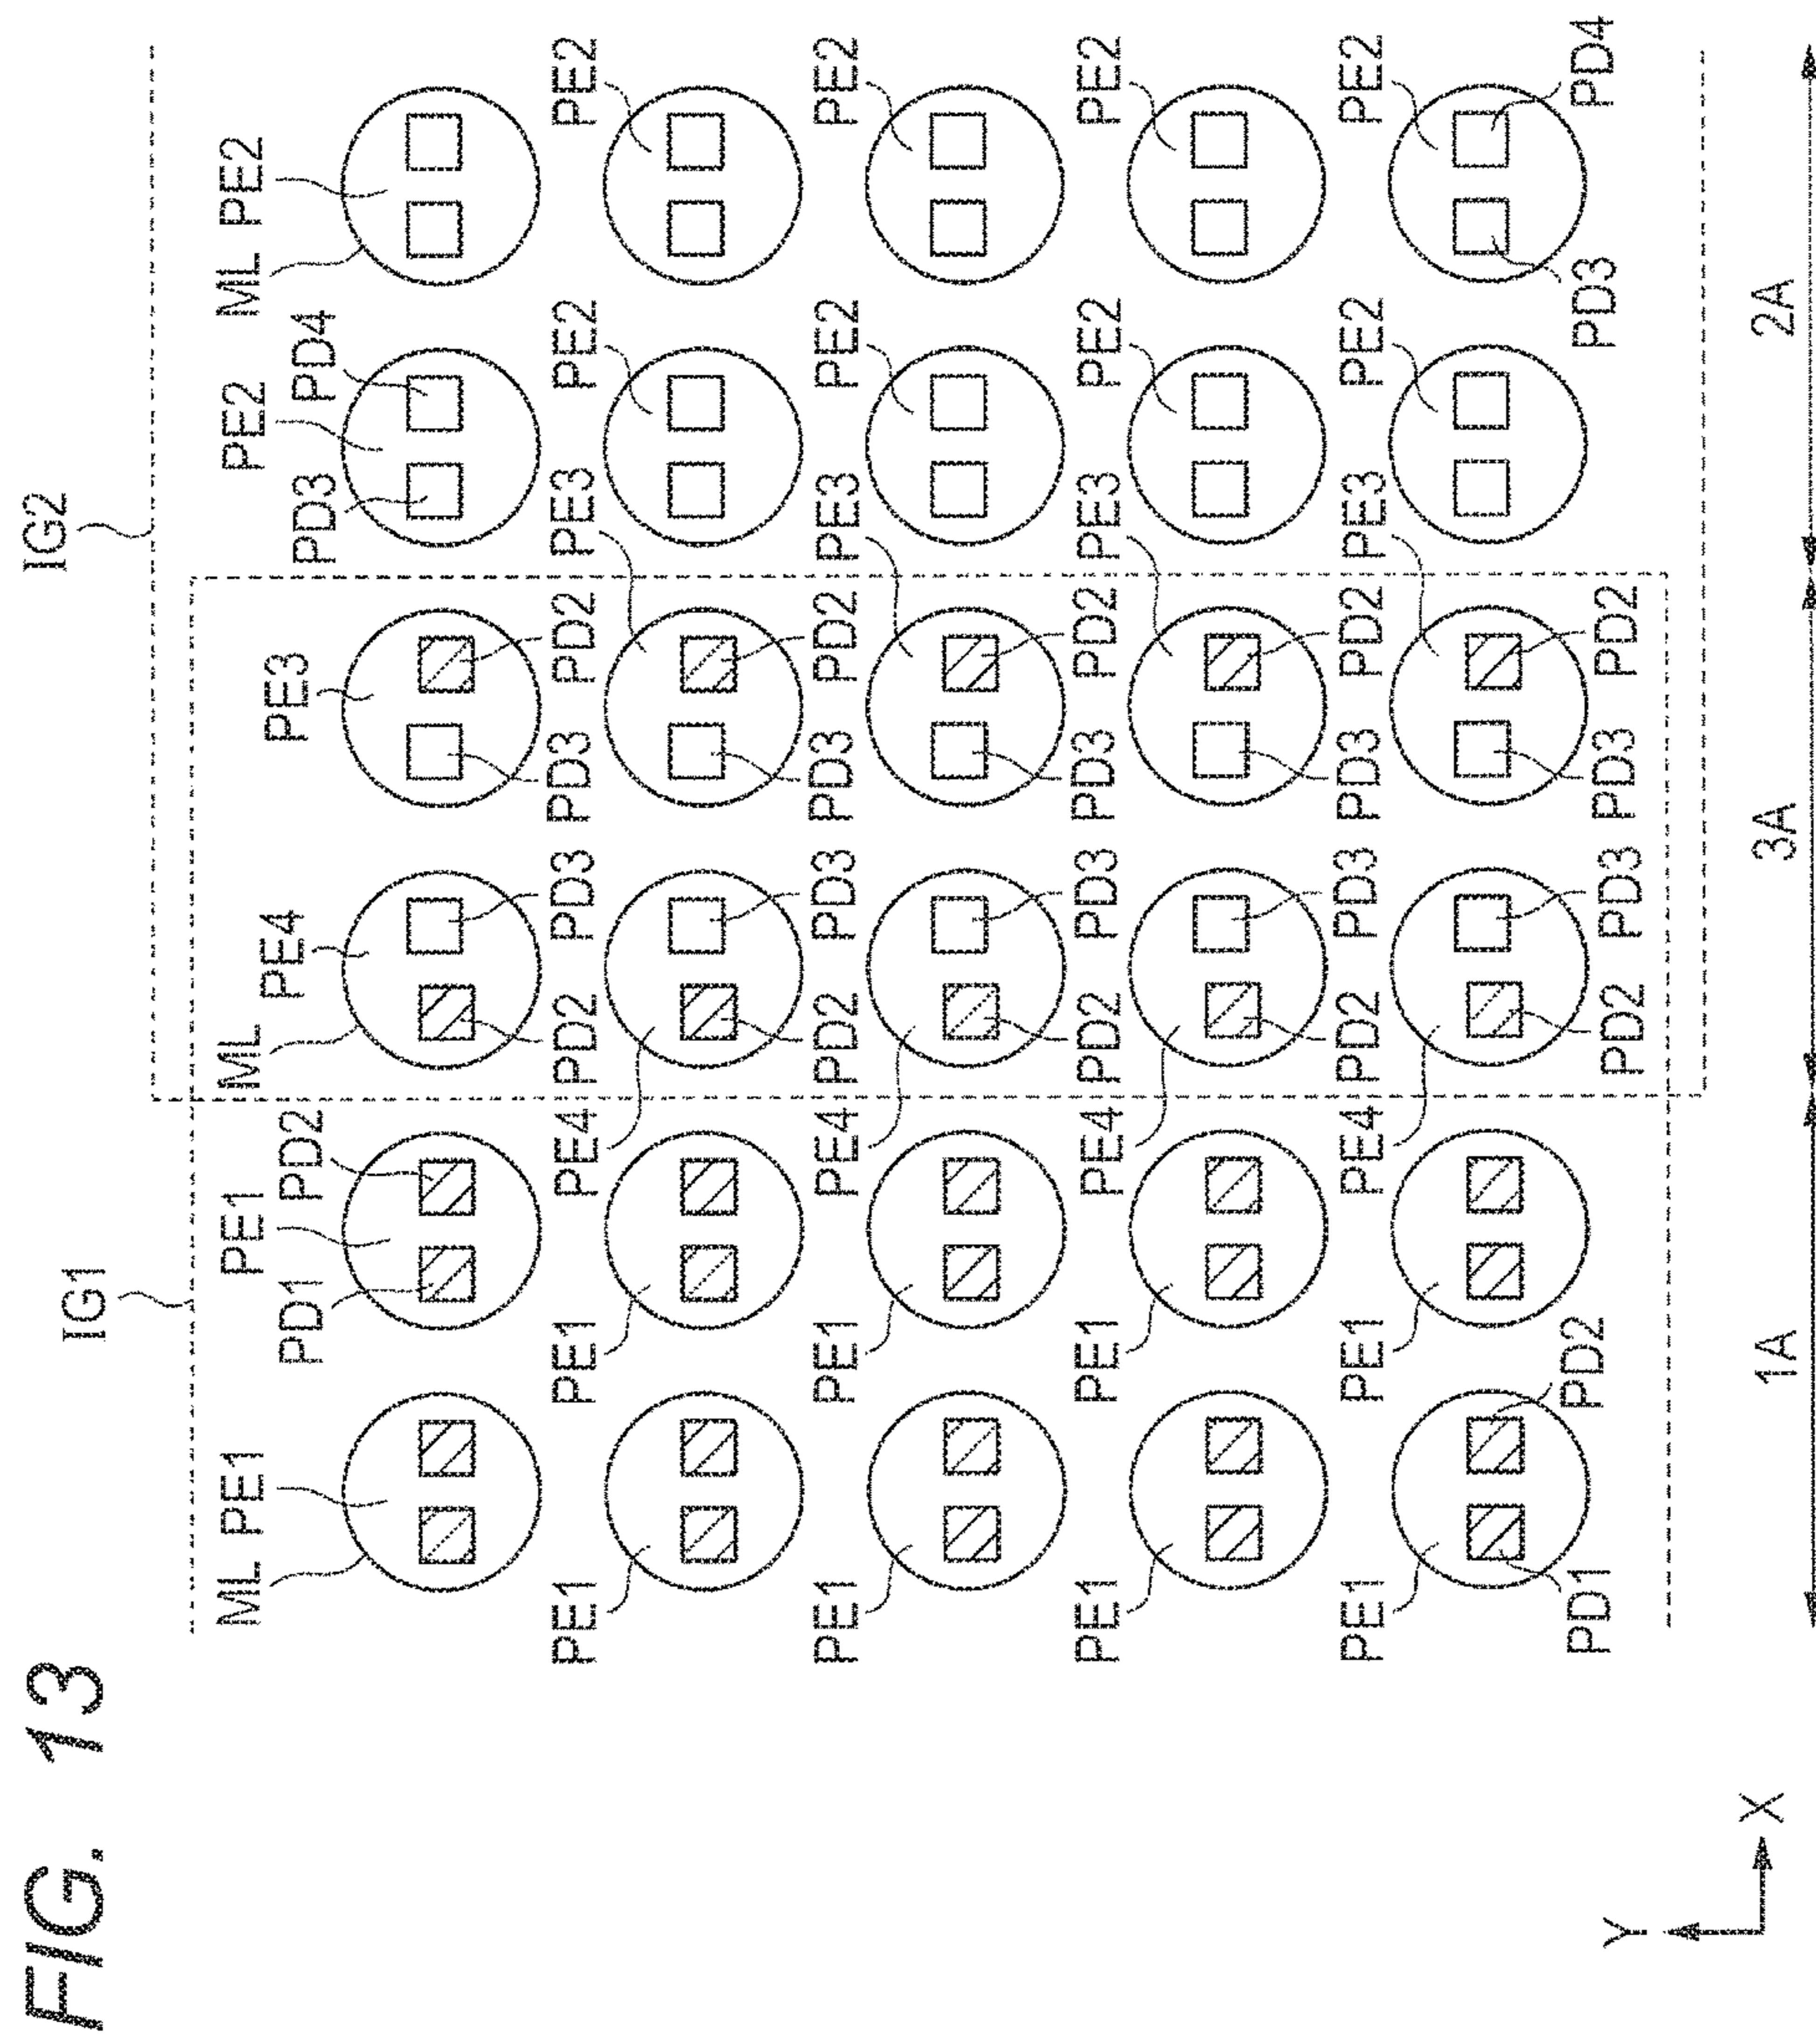 FIG. 13
IG2
IG1
ML PE1 PE1 ML PE4 PE3 PE2 ML PE2
PD1 PD2 PD3 PD4
PE1 PE1 PE4 PD2 PD3 PD3 PD2 PE3 PE2 PE2
PE1 PE1 PE4 PD2 PD3 PD3 PD2 PE3 PE2 PE2
PE1 PE1 PE4 PD2 PD3 PD3 PD2 PE3 PE2 PE2
PE1 PE1 PE4 PD2 PD3 PD3 PD2 PE3 PE2 PE2
PD1 PD2 PD2 PD3 PD3 PD2 PD3 PD4
Y
X
1A 3A 2A